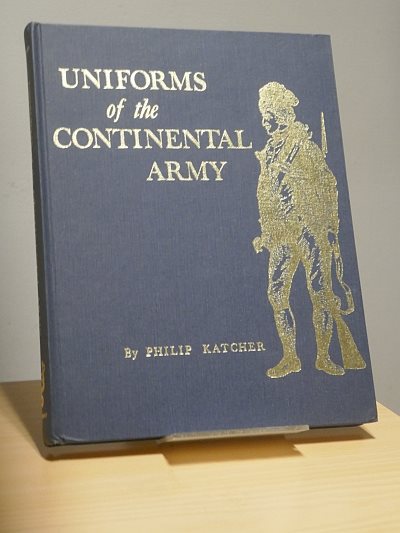 UNIFORMS
of the
CONTINENTAL
ARMY
By PHILIP KATCHER